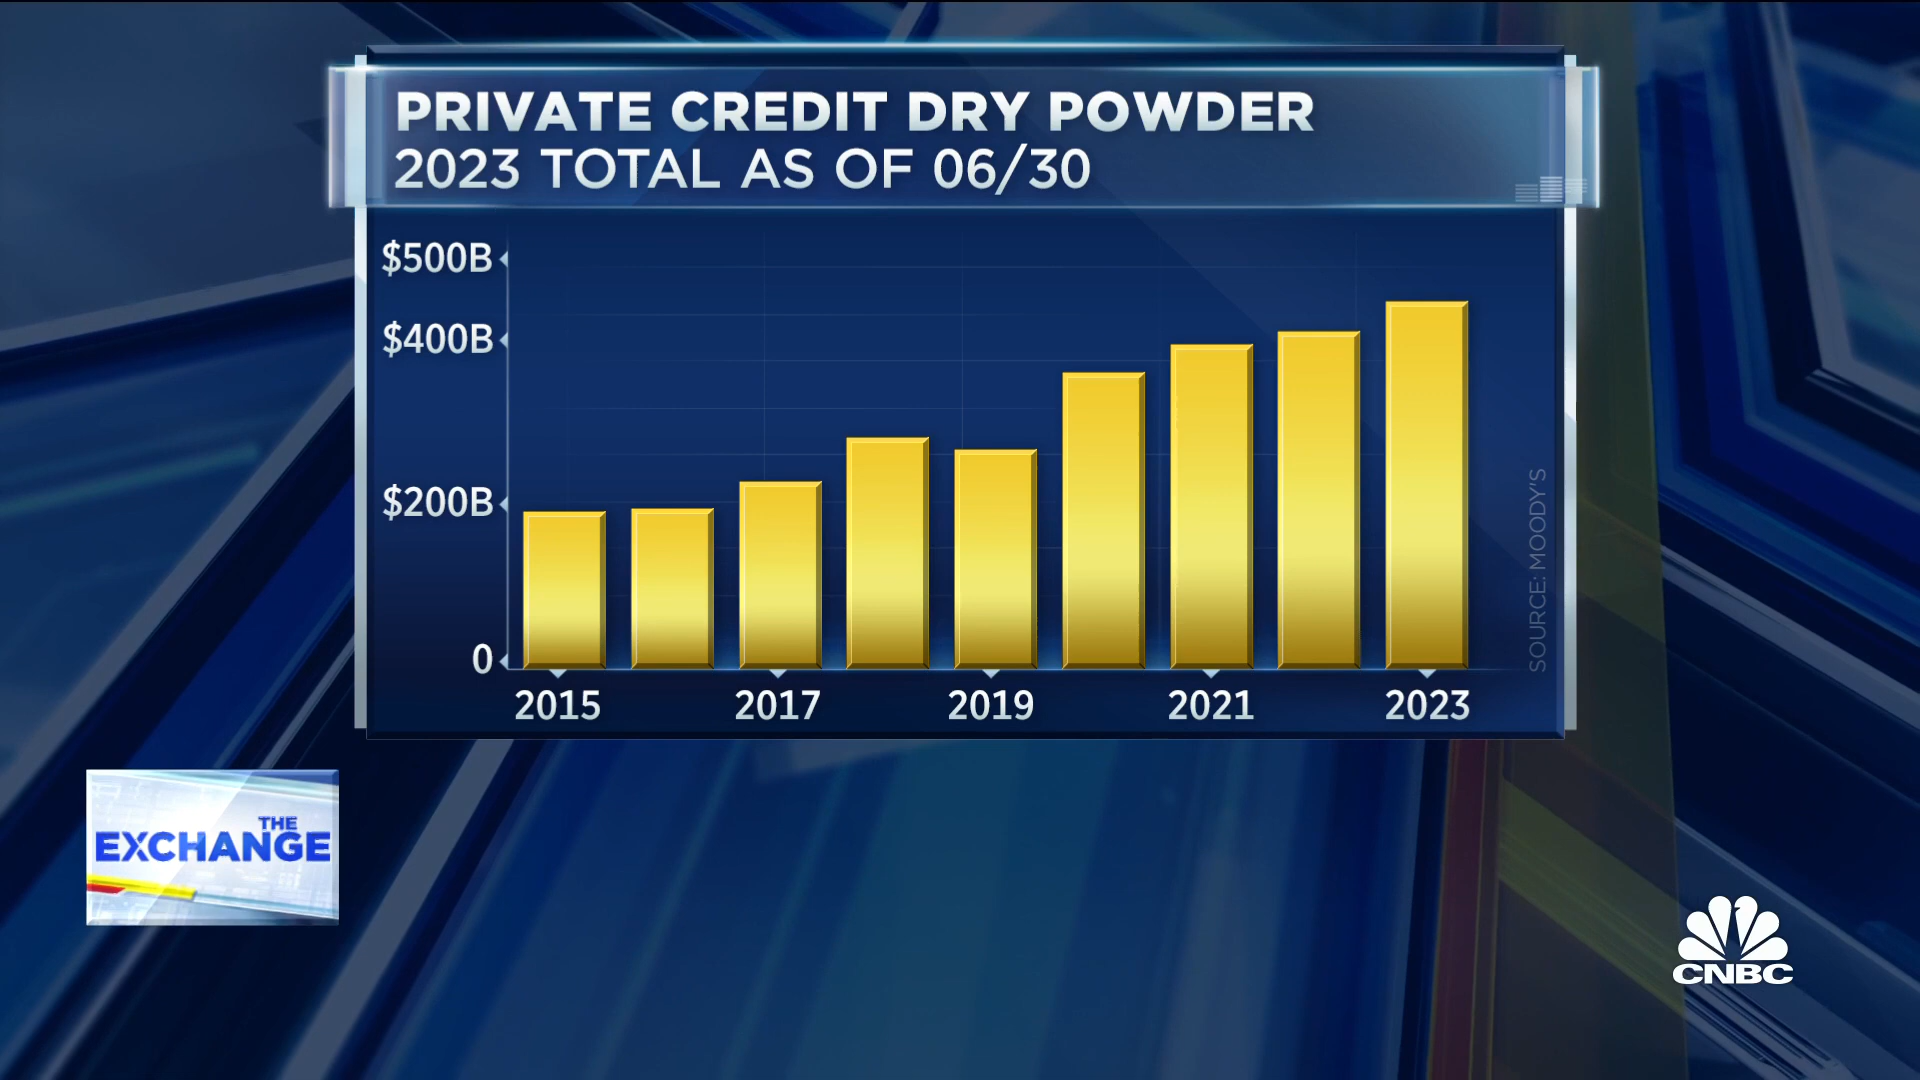 PRIVATE CREDIT DRY POWDER
2023 TOTAL AS OF 06/30
$500B
$400B
$200B
0
2015
2017
2019
2021
2023
SOURCE: MOODY'S
THE
EXCHANGE
CNBC